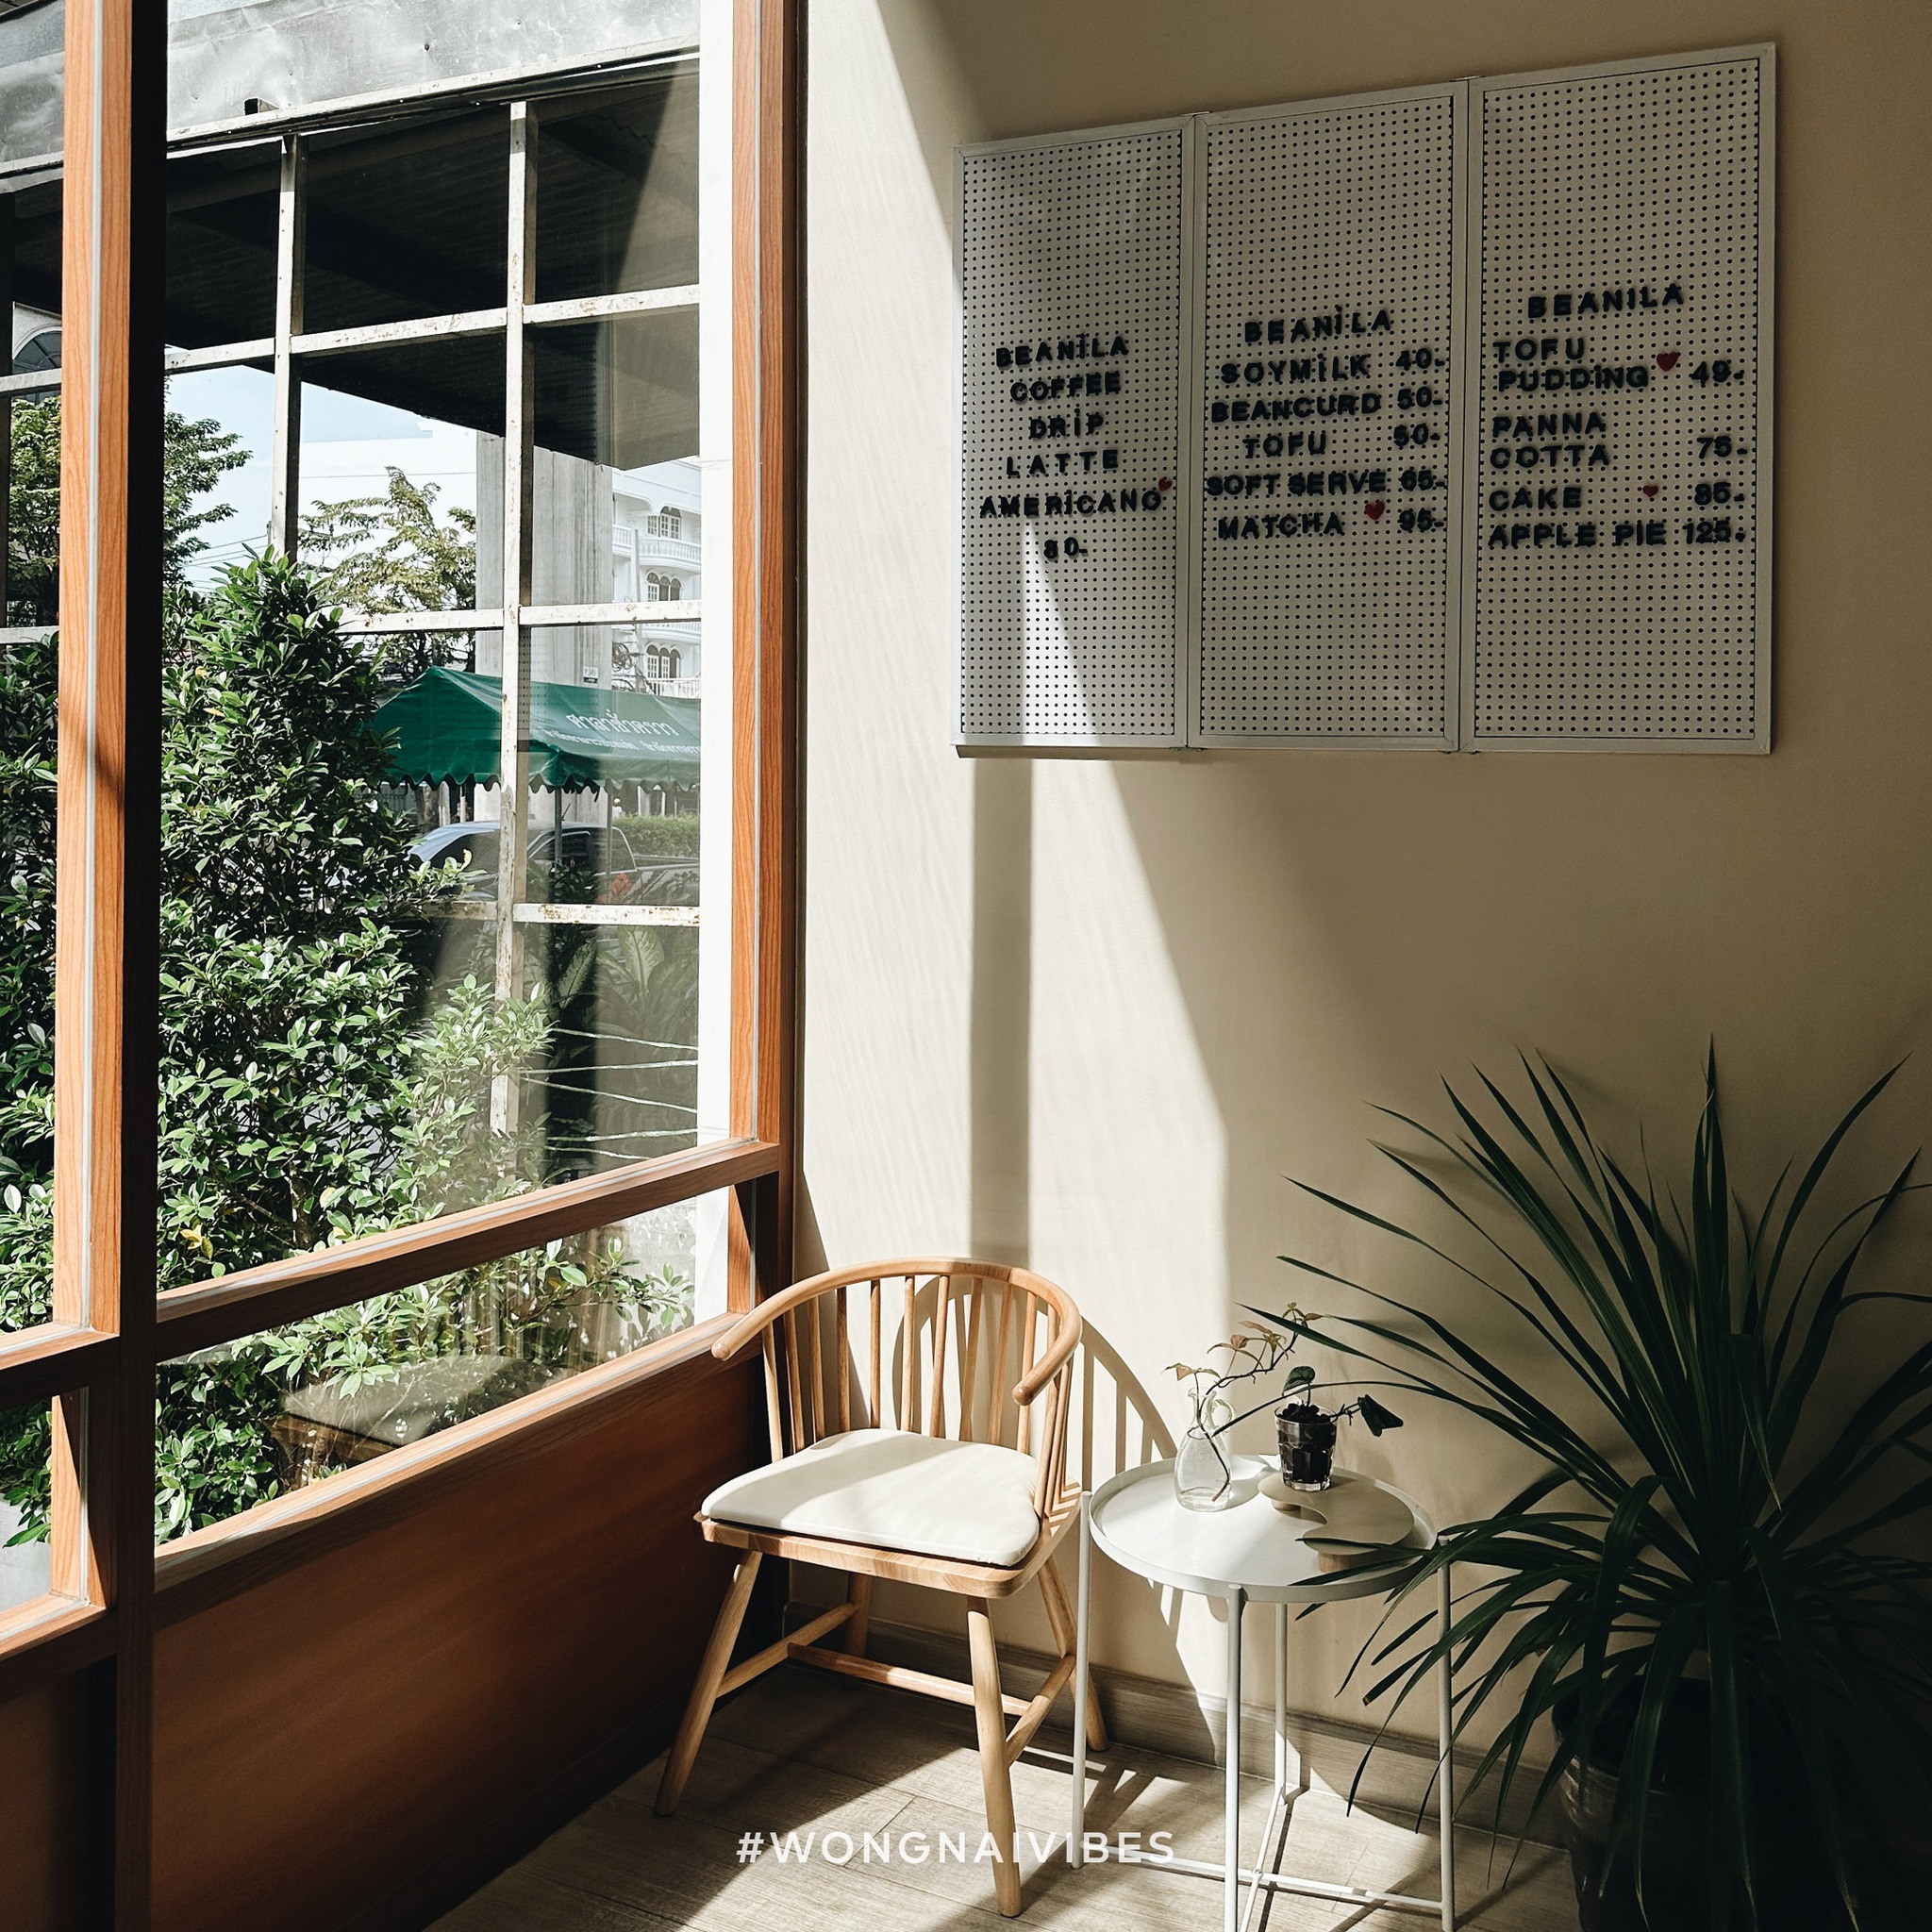 BEANiLA
COFFEE
DRiP
LATTE
AMERiCANO
80-
BEANiLA
SOYMiLK 40-
BEANCURD 50-
TOFU 50-
SOFT SERVE 65-
MATCHA 95-
BEANILA
TOFU
PUDDiNG 49-
PANNA
COTTA 75-
CAKE 85-
APPLE PIE 125-
#WONGNAIVIBES